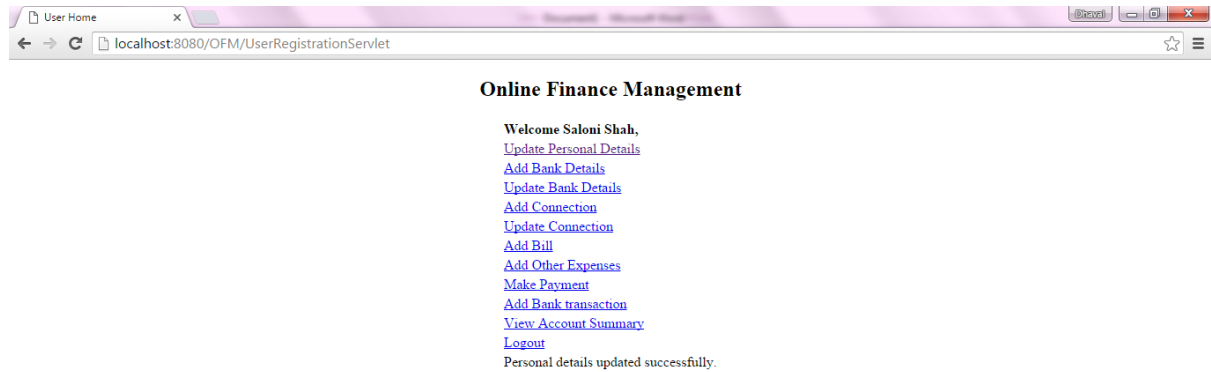 User Home
Dhaval
localhost:8080/OFM/UserRegistrationServlet
Online Finance Management
Welcome Saloni Shah,
Update Personal Details
Add Bank Details
Update Bank Details
Add Connection
Update Connection
Add Bill
Add Other Expenses
Make Payment
Add Bank transaction
View Account Summary
Logout
Personal details updated successfully.